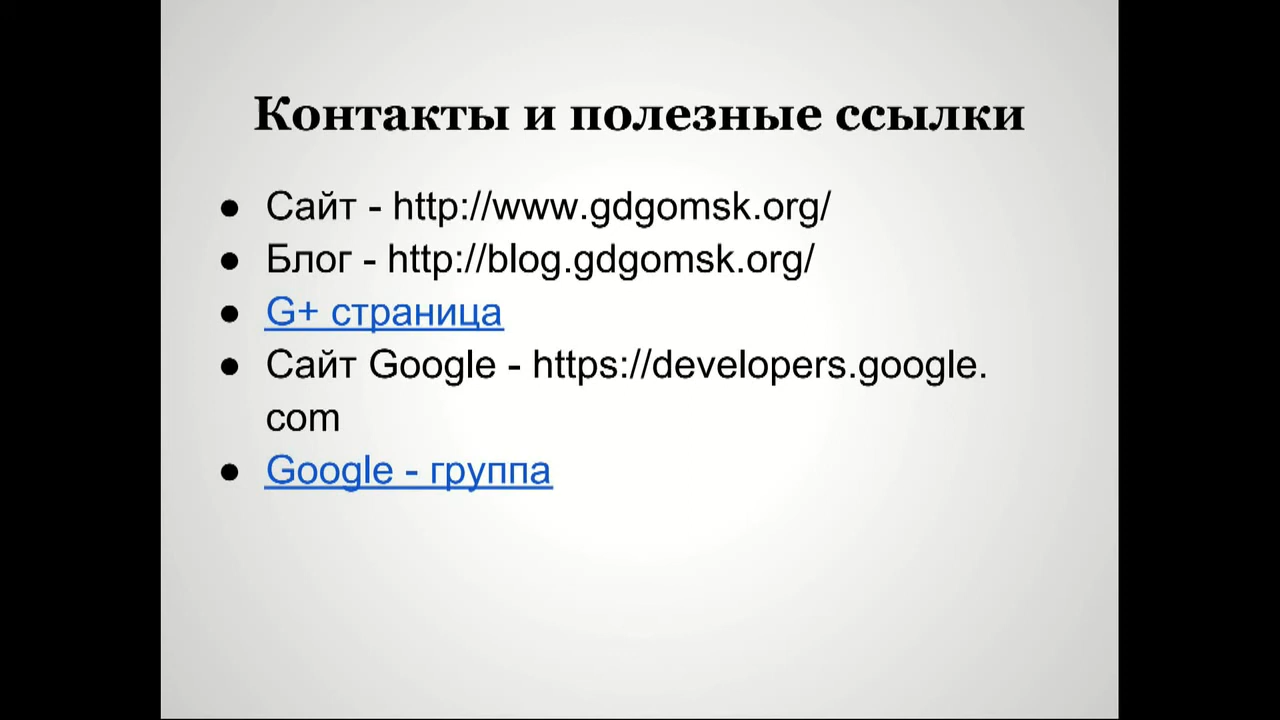 Контакты и полезные ссылки
● Сайт - http://www.gdgomsk.org/
● Блог - http://blog.gdgomsk.org/
● G+ страница
● Сайт Google - https://developers.google.
com
● Google - группа